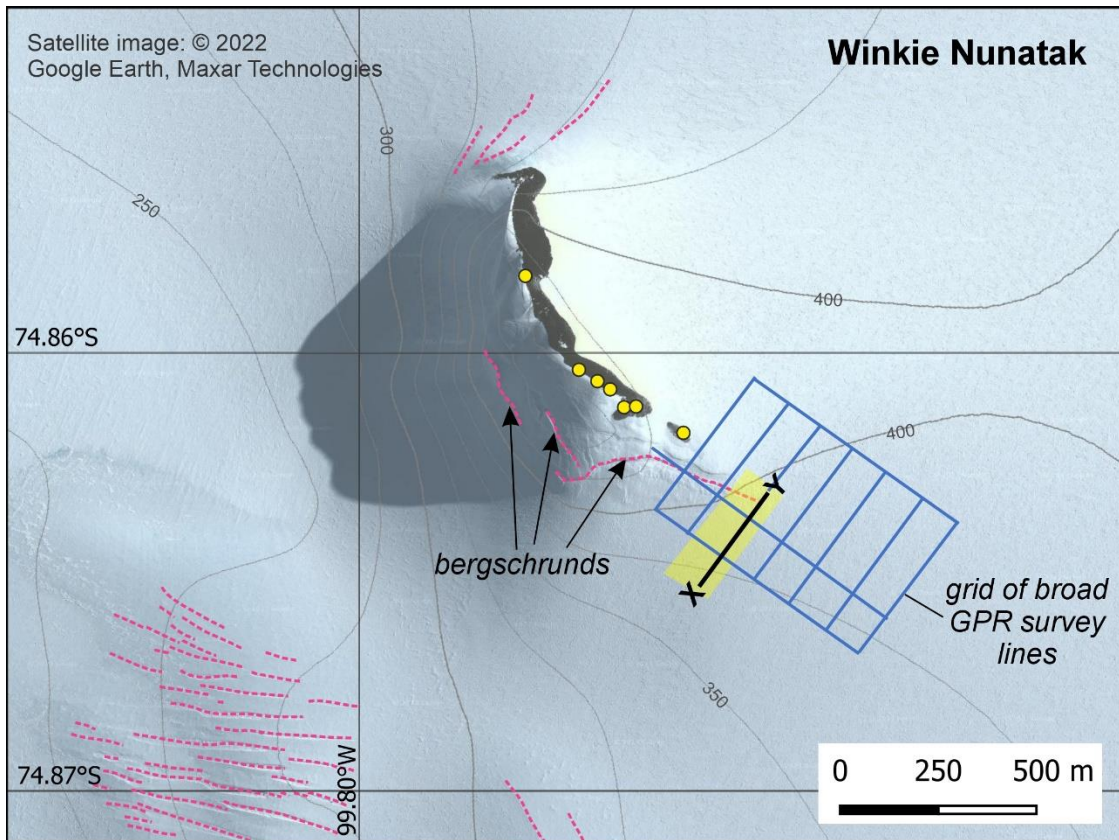 Satellite image: © 2022
Google Earth, Maxar Technologies
Winkie Nunatak
300
250
400
74.86°S
400
bergschrunds
Y
X
grid of broad
GPR survey
lines
350
99.80°W
74.87°S
0 250 500 m